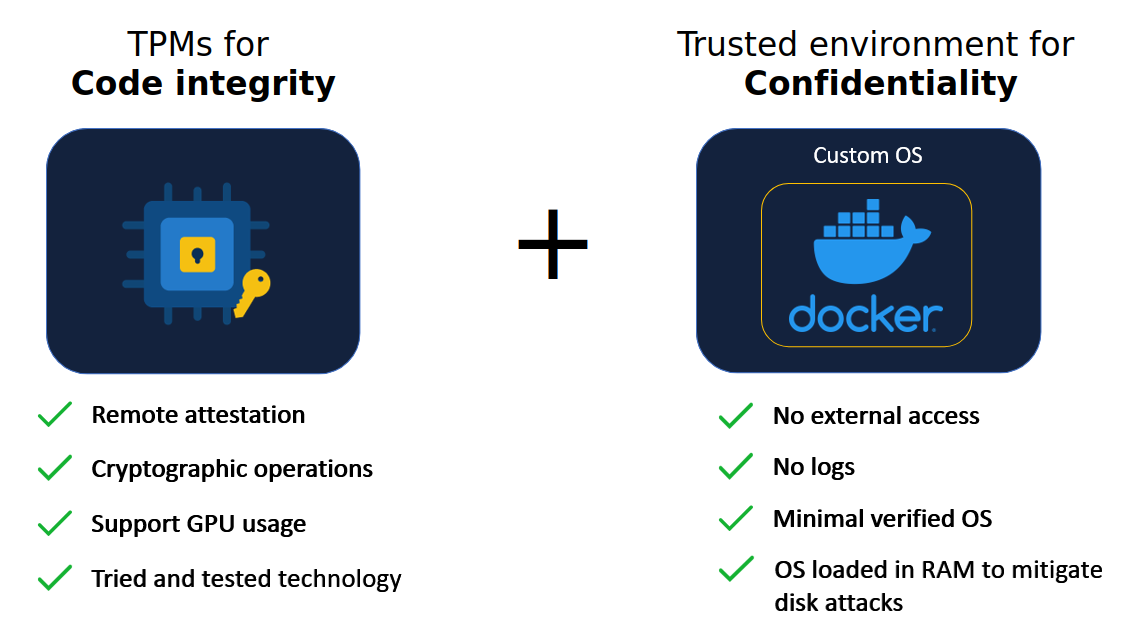 TPMs for
Code integrity
Trusted environment for
Confidentiality
Custom OS
docker
Remote attestation
Cryptographic operations
Support GPU usage
Tried and tested technology
No external access
No logs
Minimal verified OS
OS loaded in RAM to mitigate
disk attacks